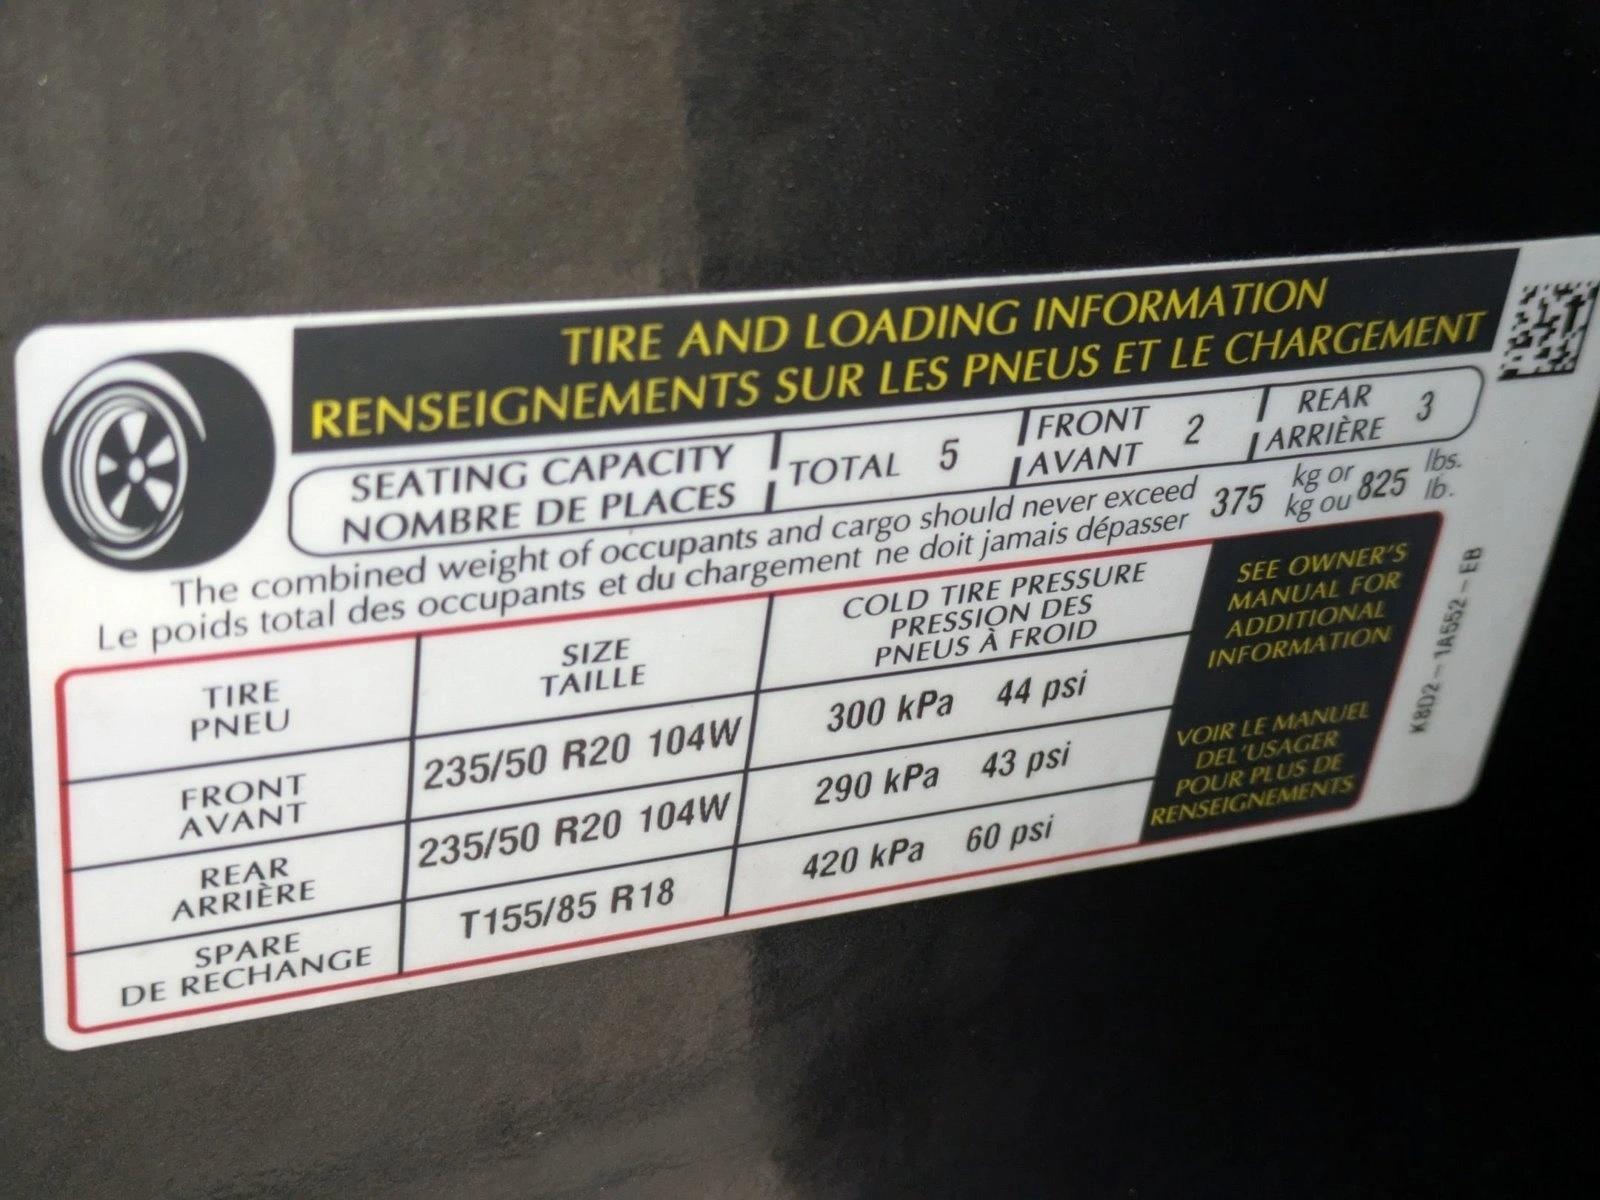 TIRE AND LOADING INFORMATION
RENSEIGNEMENTS SUR LES PNEUS ET LE CHARGEMENT
SEATING CAPACITY
NOMBRE DE PLACES
TOTAL 5
FRONT
AVANT
2
REAR
ARRIÈRE
3
The combined weight of occupants and cargo should never exceed
Le poids total des occupants et du chargement ne doit jamais dépasser
375
kg or
kg ou
825
lbs.
lb.
TIRE
PNEU
SIZE
TAILLE
COLD TIRE PRESSURE
PRESSION DES
PNEUS À FROID
FRONT
AVANT
235/50 R20 104W
300 kPa 44 psi
REAR
ARRIÈRE
235/50 R20 104W
290 kPa 43 psi
SPARE
DE RECHANGE
T155/85 R18
420 kPa 60 psi
SEE OWNER'S
MANUAL FOR
ADDITIONAL
INFORMATION
VOIR LE MANUEL
DEL'USAGER
POUR PLUS DE
RENSEIGNEMENTS
K8D2-1A552-EB